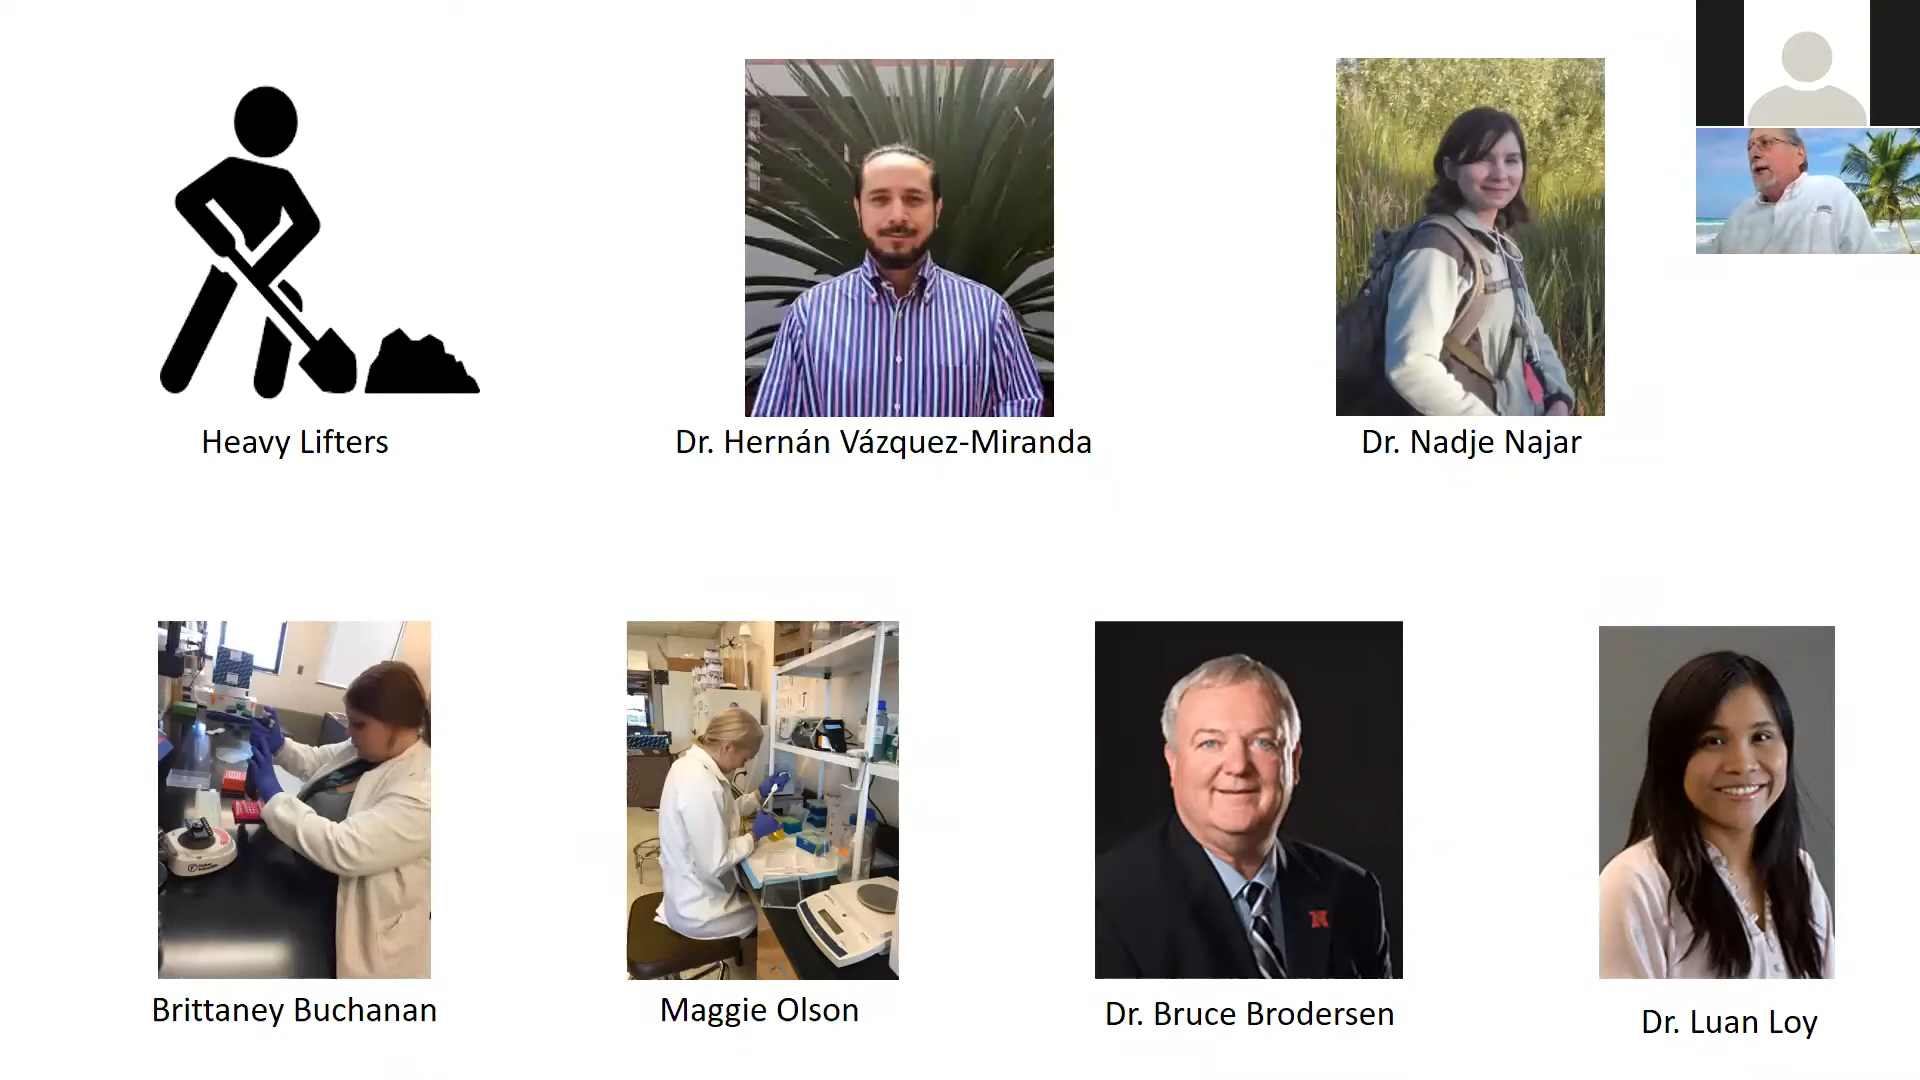 Heavy Lifters
Dr. Hernán Vázquez-Miranda
Dr. Nadje Najar
N
Brittaney Buchanan
Maggie Olson
Dr. Bruce Brodersen
Dr. Luan Loy